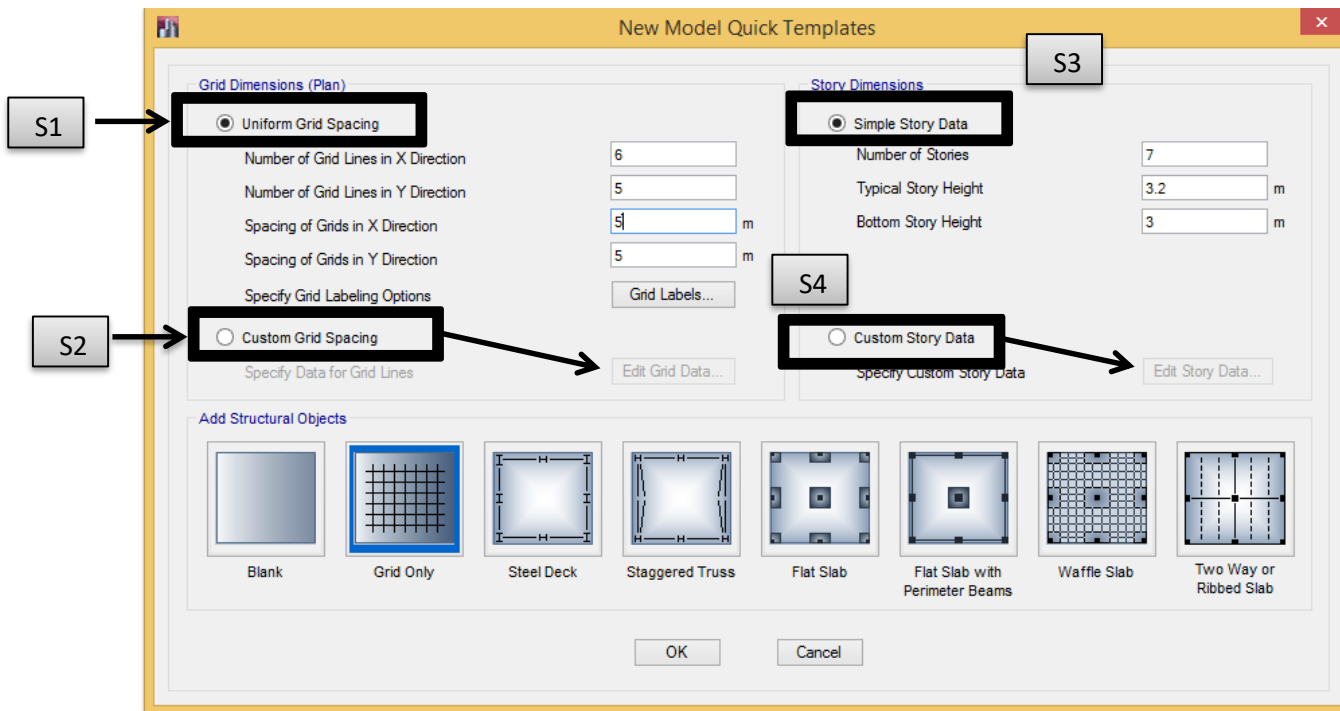 New Model Quick Templates
×
S3
Grid Dimensions (Plan)
Story Dimensions
S1
Uniform Grid Spacing
Simple Story Data
Number of Grid Lines in X Direction 6
Number of Stories 7
Number of Grid Lines in Y Direction 5
Typical Story Height 3.2 m
Spacing of Grids in X Direction 5 m
Bottom Story Height 3 m
Spacing of Grids in Y Direction 5 m
Specify Grid Labeling Options Grid Labels...
S4
S2
Custom Grid Spacing
Custom Story Data
Specify Data for Grid Lines Edit Grid Data...
Specify Custom Story Data Edit Story Data...
Add Structural Objects
Blank
Grid Only
Steel Deck
Staggered Truss
Flat Slab
Flat Slab with
Perimeter Beams
Waffle Slab
Two Way or
Ribbed Slab
OK
Cancel